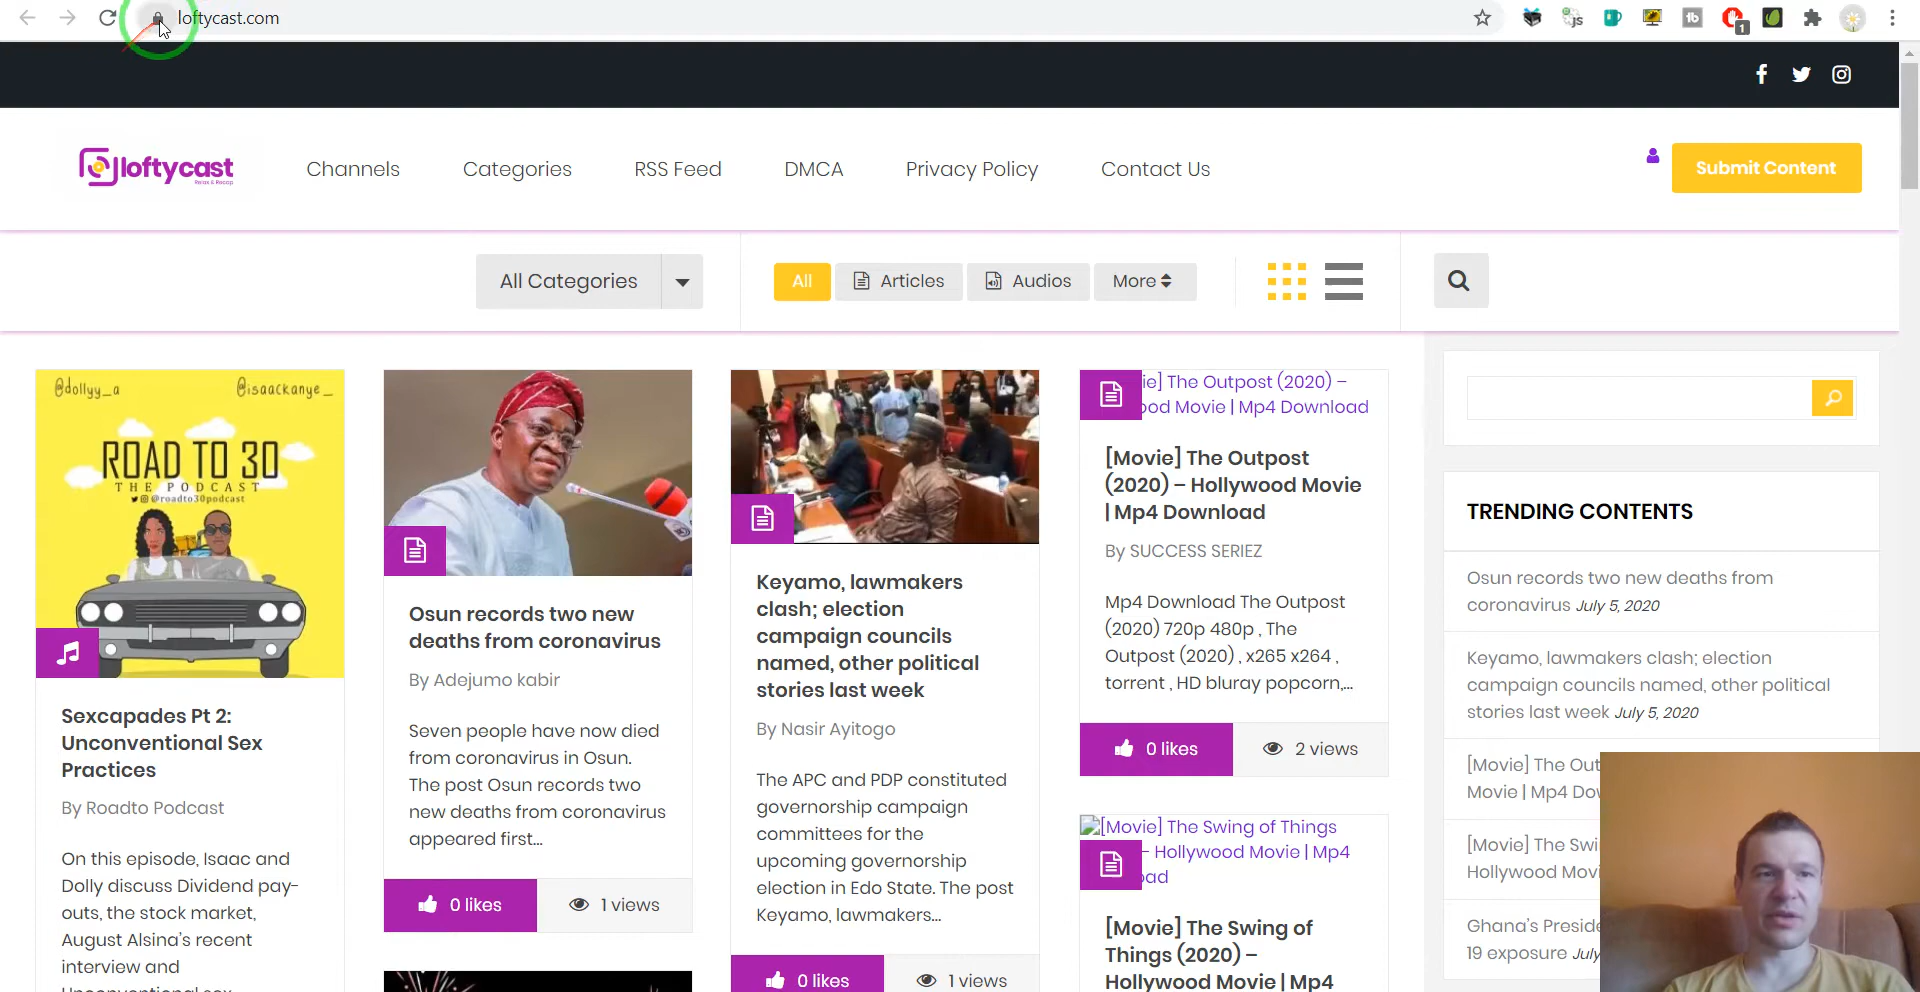 loftycast.com
1
loftycast
Relax & Recap
Channels
Categories
RSS Feed
DMCA
Privacy Policy
Contact Us
Submit Content
All Categories
All
Articles
Audios
More
@dollyy_a
@isaackanye_
ROAD TO 30
THE PODCAST
@roadto30podcast
Sexcapades Pt 2:
Unconventional Sex
Practices
By Roadto Podcast
On this episode, Isaac and
Dolly discuss Dividend pay-
outs, the stock market,
August Alsina's recent
interview and
Unconventional sex
Osun records two new
deaths from coronavirus
By Adejumo kabir
Seven people have now died
from coronavirus in Osun.
The post Osun records two
new deaths from coronavirus
appeared first...
0 likes
1 views
Keyamo, lawmakers
clash; election
campaign councils
named, other political
stories last week
By Nasir Ayitogo
The APC and PDP constituted
governorship campaign
committees for the
upcoming governorship
election in Edo State. The post
Keyamo, lawmakers...
0 likes
1 views
ie] The Outpost (2020) –
ood Movie | Mp4 Download
[Movie] The Outpost
(2020) – Hollywood Movie
| Mp4 Download
By SUCCESS SERIEZ
Mp4 Download The Outpost
(2020) 720p 480p , The
Outpost (2020) , x265 x264 ,
torrent , HD bluray popcorn,...
0 likes
2 views
[Movie] The Swing of Things
– Hollywood Movie | Mp4
oad
[Movie] The Swing of
Things (2020) –
Hollywood Movie | Mp4
TRENDING CONTENTS
Osun records two new deaths from
coronavirus July 5, 2020
Keyamo, lawmakers clash; election
campaign councils named, other political
stories last week July 5, 2020
[Movie] The Out
Movie | Mp4 Do
[Movie] The Swi
Hollywood Movi
Ghana's Preside
19 exposure July